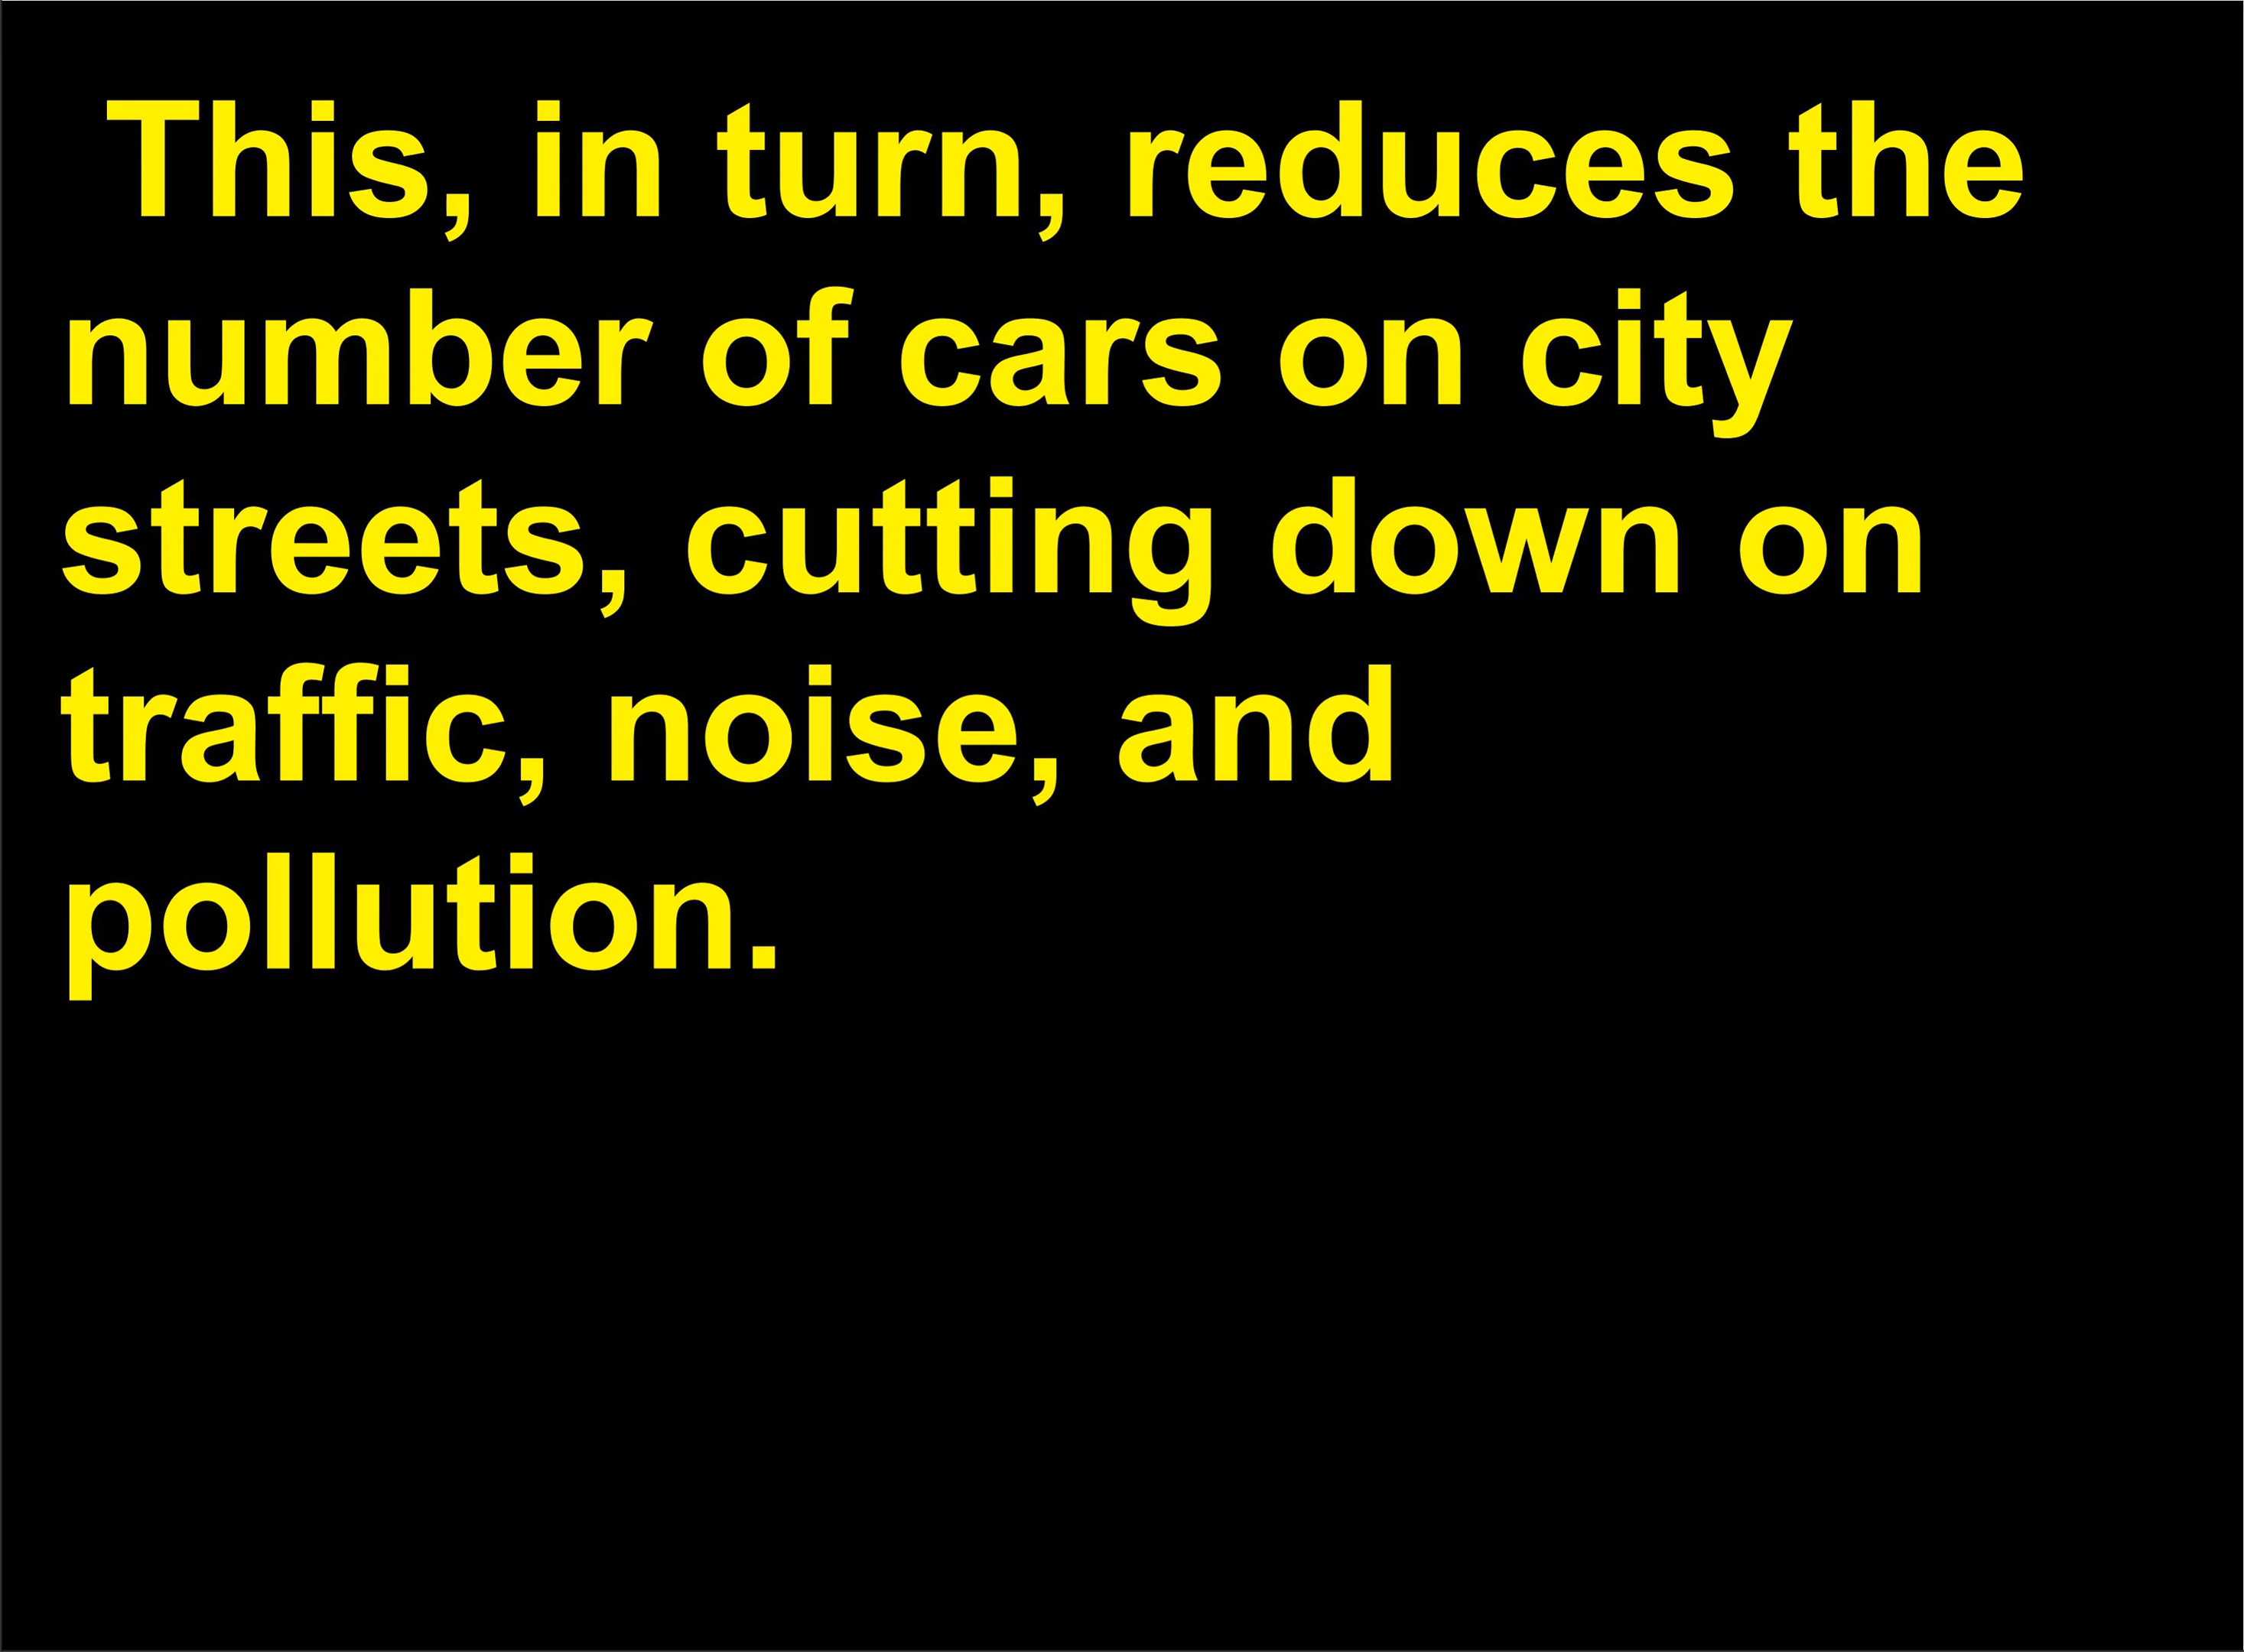 This, in turn, reduces the
number of cars on city
streets, cutting down on
traffic, noise, and
pollution.